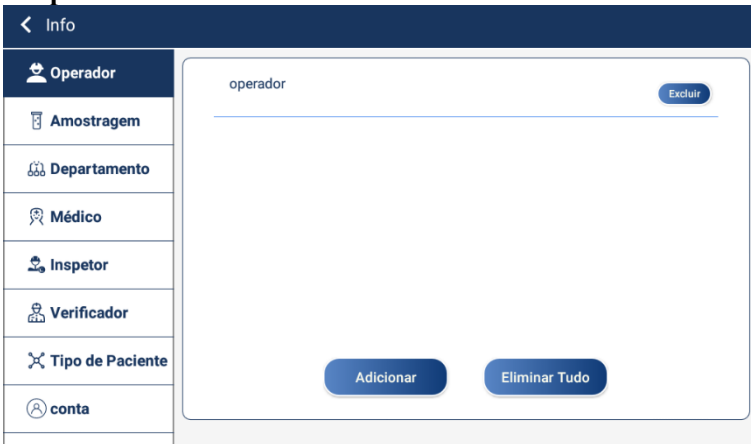 Info
Operador
Amostragem
Departamento
Médico
Inspetor
Verificador
Tipo de Paciente
conta
operador
Excluir
Adicionar
Eliminar Tudo